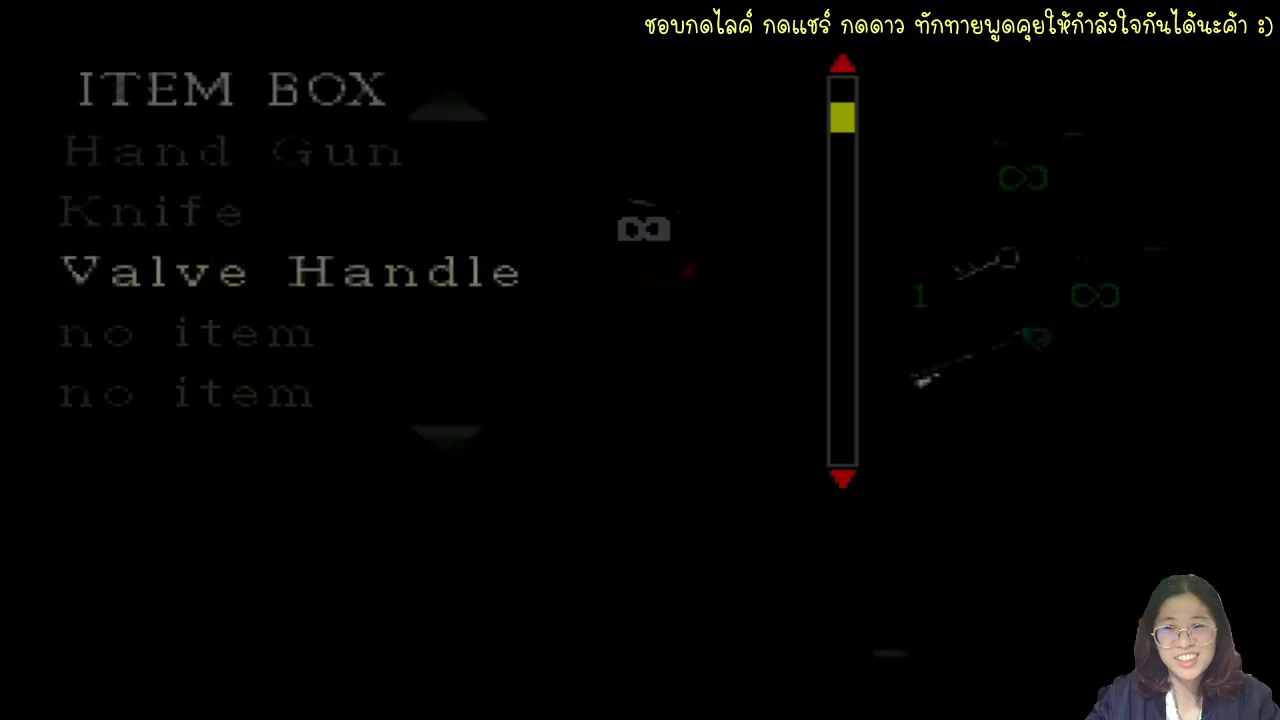 ชอบกดไลค์ กดแชร์ กดดาว ทักทายพูดคุยให้กำลังใจกันได้นะค้า :)
ITEM BOX
Hand Gun
Knife
Valve Handle
no item
no item
∞
∞
1
∞